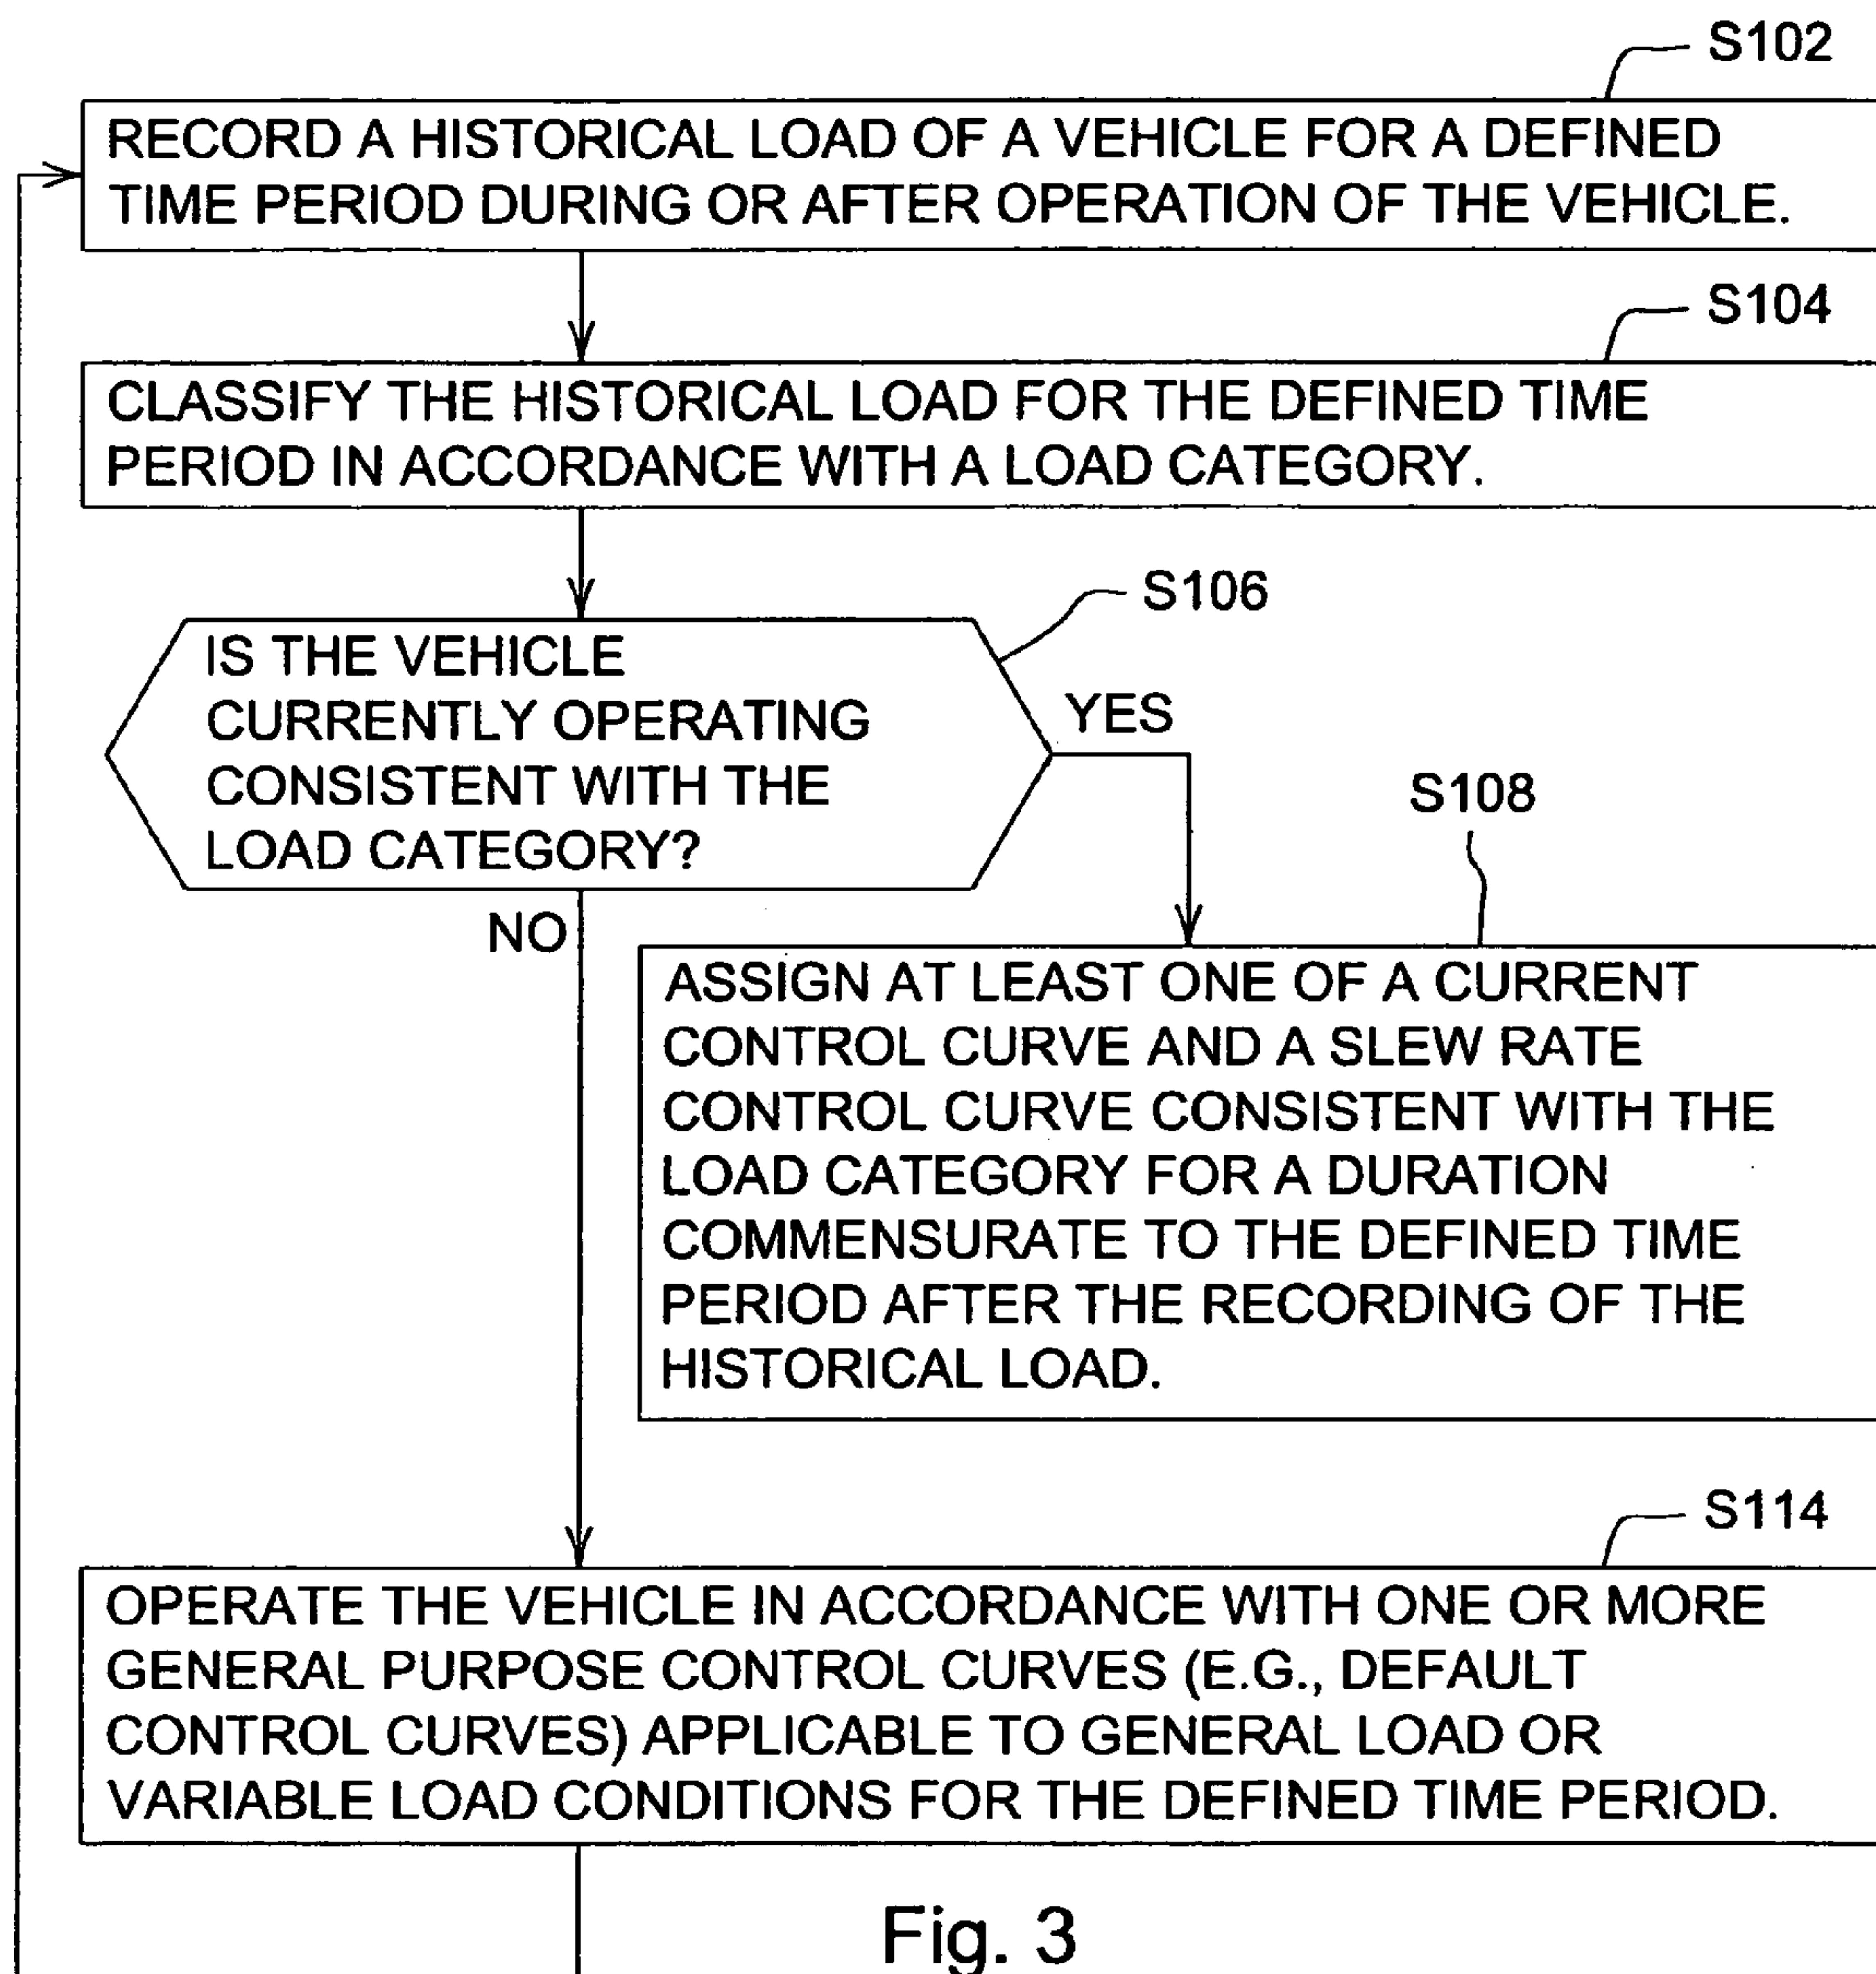 S102
RECORD A HISTORICAL LOAD OF A VEHICLE FOR A DEFINED
TIME PERIOD DURING OR AFTER OPERATION OF THE VEHICLE.
S104
CLASSIFY THE HISTORICAL LOAD FOR THE DEFINED TIME
PERIOD IN ACCORDANCE WITH A LOAD CATEGORY.
S106
IS THE VEHICLE
CURRENTLY OPERATING
CONSISTENT WITH THE
LOAD CATEGORY?
YES
S108
NO
ASSIGN AT LEAST ONE OF A CURRENT
CONTROL CURVE AND A SLEW RATE
CONTROL CURVE CONSISTENT WITH THE
LOAD CATEGORY FOR A DURATION
COMMENSURATE TO THE DEFINED TIME
PERIOD AFTER THE RECORDING OF THE
HISTORICAL LOAD.
S114
OPERATE THE VEHICLE IN ACCORDANCE WITH ONE OR MORE
GENERAL PURPOSE CONTROL CURVES (E.G., DEFAULT
CONTROL CURVES) APPLICABLE TO GENERAL LOAD OR
VARIABLE LOAD CONDITIONS FOR THE DEFINED TIME PERIOD.
Fig. 3